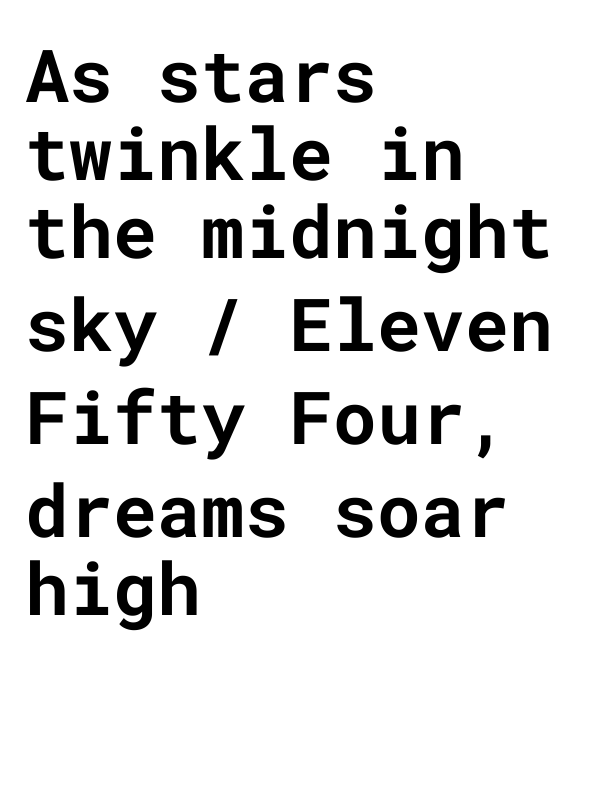 As stars
twinkle in
the midnight
sky / Eleven
Fifty Four,
dreams soar
high